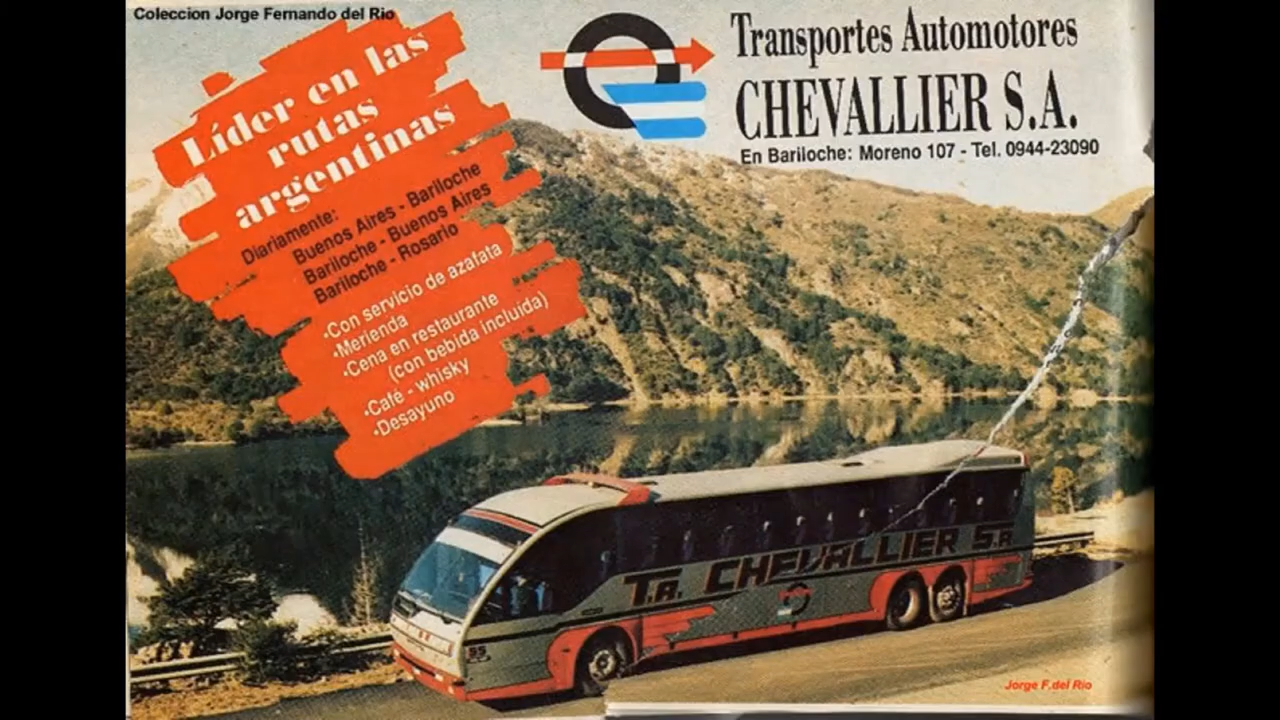 Coleccion Jorge Fernando del Rio
Líder en las
rutas
argentinas
Diariamente:
Buenos Aires - Bariloche
Bariloche - Buenos Aires
Bariloche - Rosario
•Con servicio de azafata
•Merienda
•Cena en restaurante
(con bebida incluída)
•Café - whisky
•Desayuno
Transportes Automotores
CHEVALLIER S.A.
En Bariloche: Moreno 107 - Tel. 0944-23090
T.A. CHEVALLIER S.A
Jorge F.del Rio